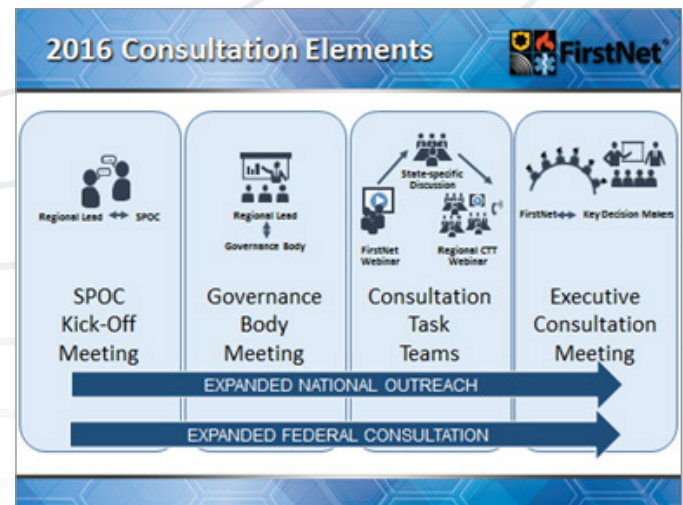 2016 Consultation Elements
FirstNet
Regional Lead SPOC
SPOC
Kick-Off
Meeting
Regional Lead
Governance Body
Governance
Body
Meeting
State-specific
Discussion
FirstNet
Webinar
Regional CTT
Webinar
Consultation
Task
Teams
FirstNet Key Decision Makers
Executive
Consultation
Meeting
EXPANDED NATIONAL OUTREACH
EXPANDED FEDERAL CONSULTATION